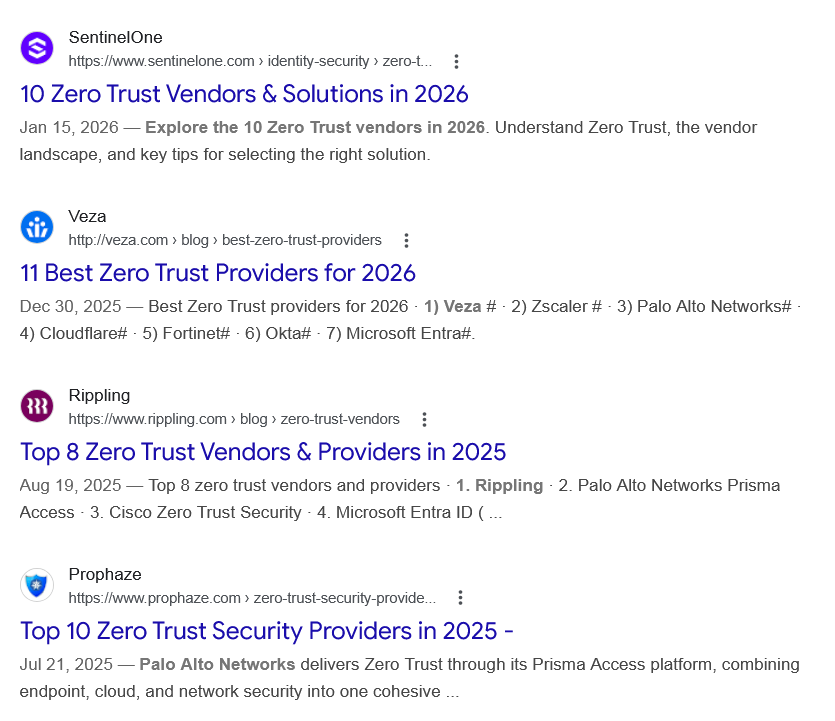 SentinelOne
https://www.sentinelone.com › identity-security › zero-t...
10 Zero Trust Vendors & Solutions in 2026
Jan 15, 2026 — Explore the 10 Zero Trust vendors in 2026. Understand Zero Trust, the vendor
landscape, and key tips for selecting the right solution.
Veza
http://veza.com › blog › best-zero-trust-providers
11 Best Zero Trust Providers for 2026
Dec 30, 2025 — Best Zero Trust providers for 2026 · 1) Veza # · 2) Zscaler # · 3) Palo Alto Networks# ·
4) Cloudflare# · 5) Fortinet# · 6) Okta# · 7) Microsoft Entra#.
Rippling
https://www.rippling.com › blog › zero-trust-vendors
Top 8 Zero Trust Vendors & Providers in 2025
Aug 19, 2025 — Top 8 zero trust vendors and providers · 1. Rippling · 2. Palo Alto Networks Prisma
Access · 3. Cisco Zero Trust Security · 4. Microsoft Entra ID ( ...
Prophaze
https://www.prophaze.com › zero-trust-security-provide...
Top 10 Zero Trust Security Providers in 2025 -
Jul 21, 2025 — Palo Alto Networks delivers Zero Trust through its Prisma Access platform, combining
endpoint, cloud, and network security into one cohesive ...